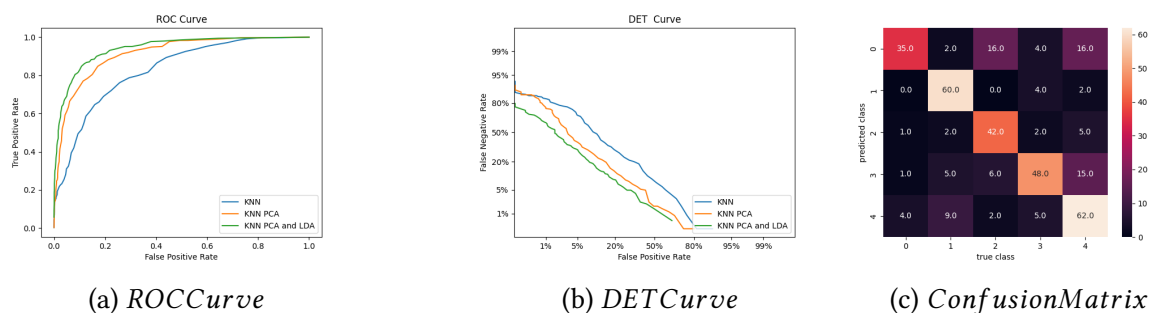 ROC Curve
1.0
0.8
0.6
0.4
0.2
0.0
True Positive Rate
KNN
KNN PCA
KNN PCA and LDA
0.0 0.2 0.4 0.6 0.8 1.0
False Positive Rate
(a) ROCCurve
DET Curve
99%
95%
80%
50%
20%
5%
1%
False Negative Rate
KNN
KNN PCA
KNN PCA and LDA
1% 5% 20% 50% 80% 95% 99%
False Positive Rate
(b) DETCurve
predicted class
0 35.0 2.0 16.0 4.0 16.0
1 0.0 60.0 0.0 4.0 2.0
2 1.0 2.0 42.0 2.0 5.0
3 1.0 5.0 6.0 48.0 15.0
4 4.0 9.0 2.0 5.0 62.0
0 1 2 3 4
true class
60
50
40
30
20
10
0
(c) ConfusionMatrix